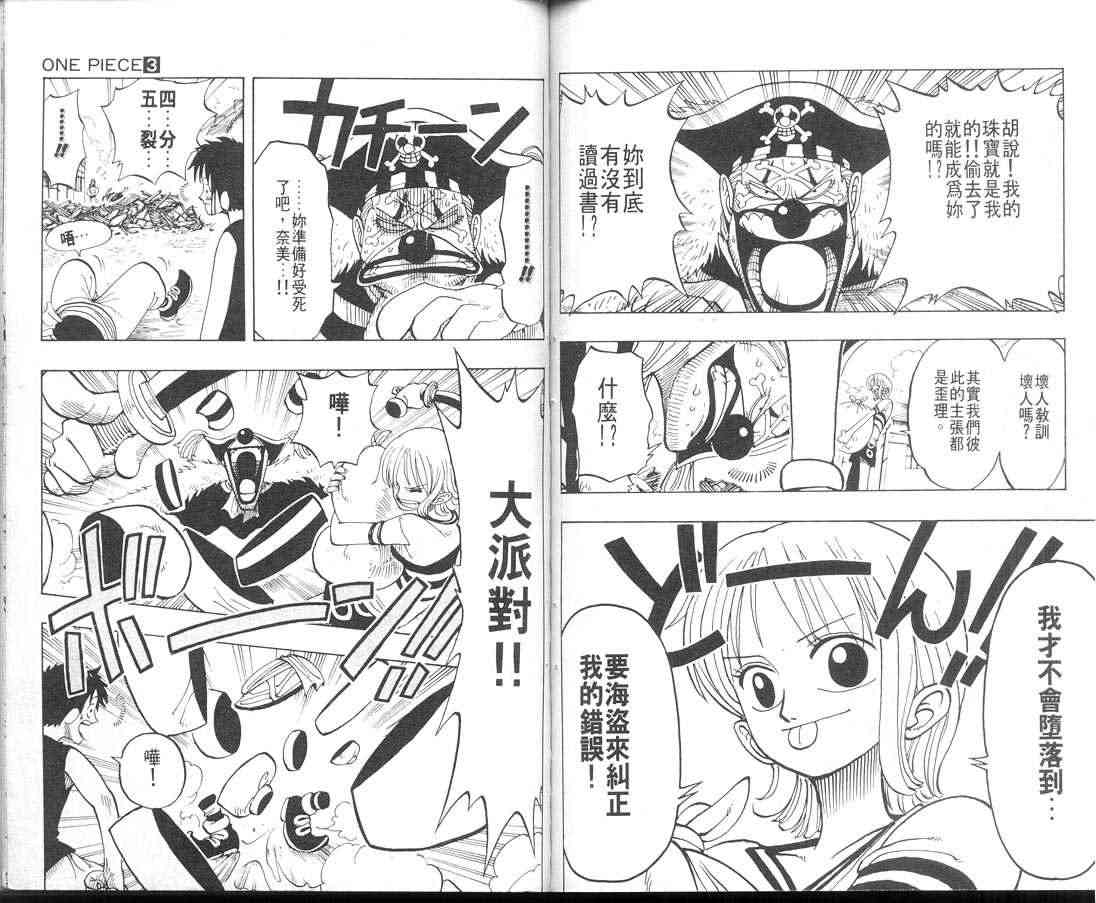 ONE PIECE 3
胡說！我的
珠寶就是我
的!!偷去了
就能成爲妳
的嗎!?
妳到底
有沒有
讀過書!?
壞人教訓
壞人嗎？
其實我們彼
此的主張都
是歪理。
什麼!?
我才不會墮落到…
要海盜來糾正
我的錯誤！
カチーン
………!!
……妳準備好受死
了吧，奈美…!!
四…分…
五…裂…
………!!
唔…
嘩！
大派對!!
嘩！